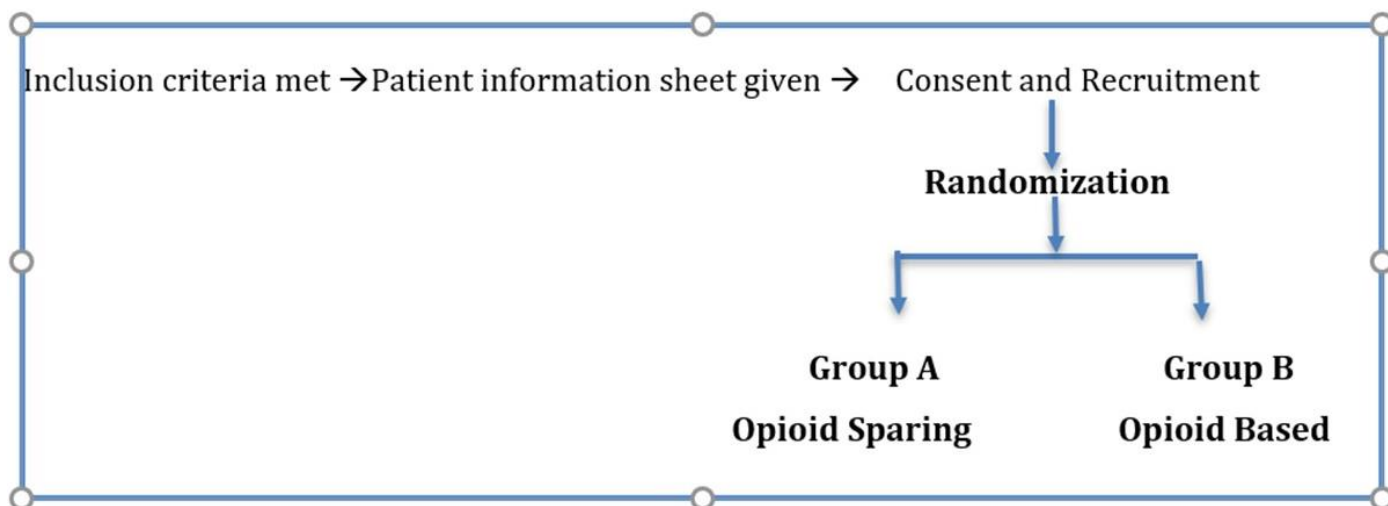 Inclusion criteria met →Patient information sheet given → Consent and Recruitment
Randomization
Group A Group B
Opioid Sparing Opioid Based